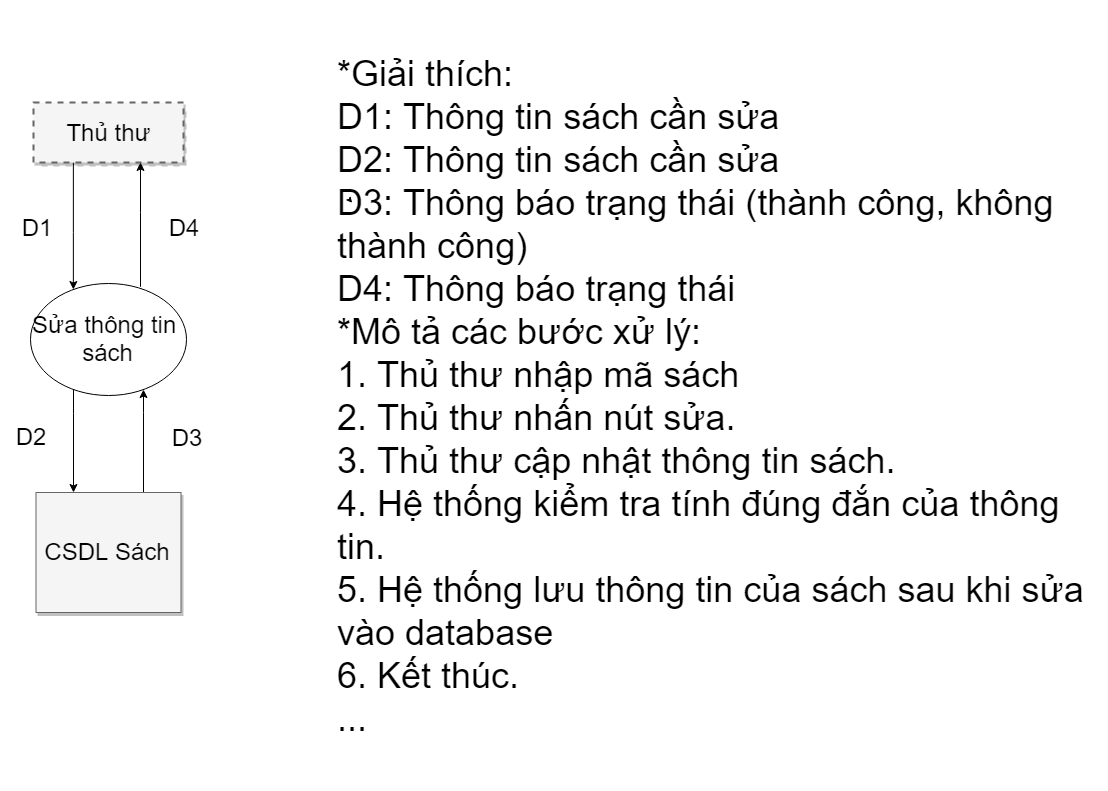 Thủ thư
D1
D4
Sửa thông tin
sách
D2
D3
CSDL Sách
*Giải thích:
D1: Thông tin sách cần sửa
D2: Thông tin sách cần sửa
D3: Thông báo trạng thái (thành công, không
thành công)
D4: Thông báo trạng thái
*Mô tả các bước xử lý:
1. Thủ thư nhập mã sách
2. Thủ thư nhấn nút sửa.
3. Thủ thư cập nhật thông tin sách.
4. Hệ thống kiểm tra tính đúng đắn của thông
tin.
5. Hệ thống lưu thông tin của sách sau khi sửa
vào database
6. Kết thúc.
...